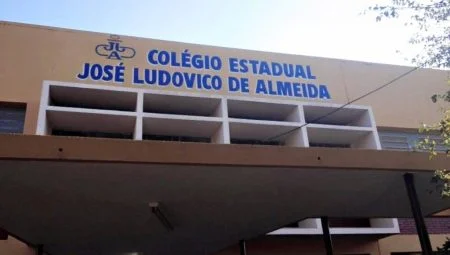 COLÉGIO ESTADUAL
JOSÉ LUDOVICO DE ALMEIDA